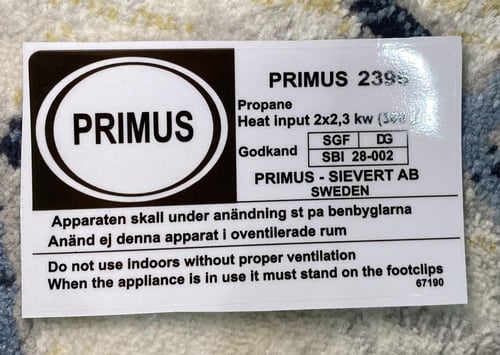 PRIMUS
PRIMUS 2395
Propane
Heat input 2x2,3 kw
Godkand
SGF DG
SBI 28-002
PRIMUS - SIEVERT AB
SWEDEN
Apparaten skall under anändning st pa benbyglarna
Anänd ej denna apparat i oventilerade rum
Do not use indoors without proper ventilation
When the appliance is in use it must stand on the footclips
67190